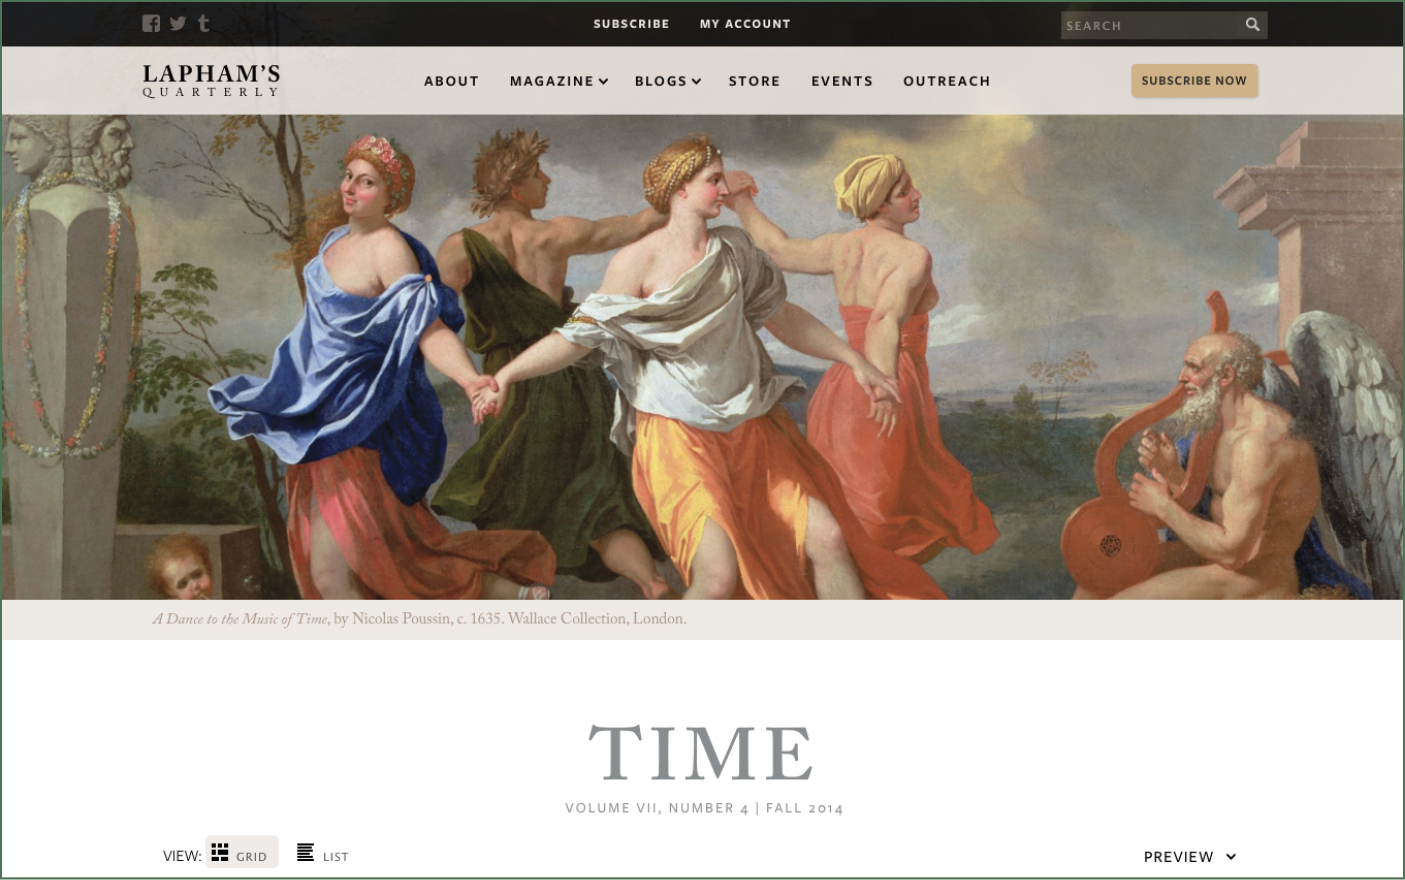 SUBSCRIBE MY ACCOUNT SEARCH
LAPHAM'S
QUARTERLY
ABOUT MAGAZINE BLOGS STORE EVENTS OUTREACH SUBSCRIBE NOW
A Dance to the Music of Time, by Nicolas Poussin, c. 1635. Wallace Collection, London.
TIME
VOLUME VII, NUMBER 4 | FALL 2014
VIEW: GRID LIST PREVIEW